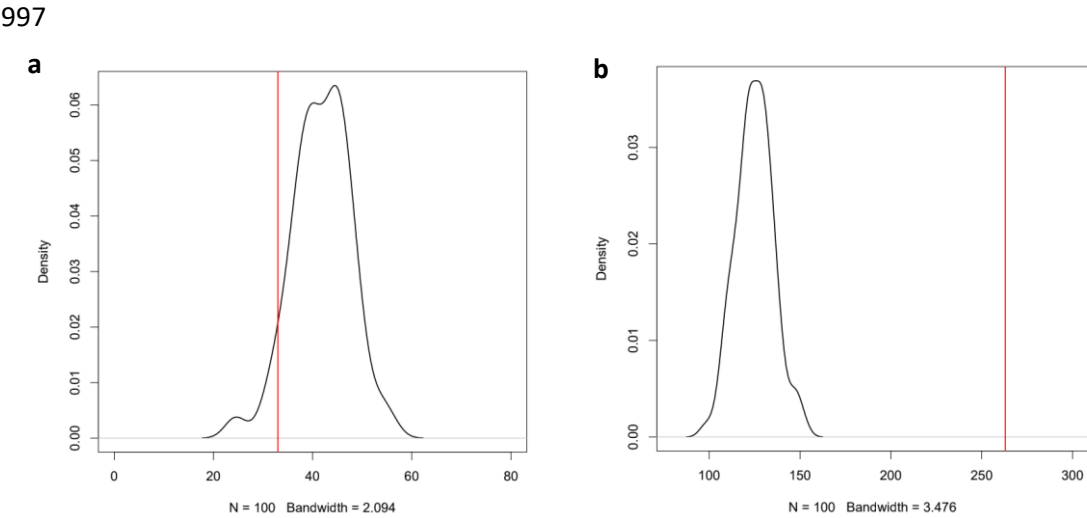 997
a
b
Density
0.00 0.01 0.02 0.03 0.04 0.05 0.06
0 20 40 60 80
N = 100 Bandwidth = 2.094
Density
0.00 0.01 0.02 0.03
100 150 200 250 300
N = 100 Bandwidth = 3.476